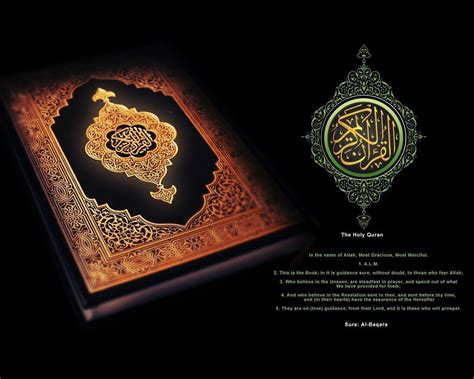 القرآن الكريم
القرآن الكريم
The Holy Quran
In the name of Allah, Most Gracious, Most Merciful.
1. A.L.M.
2. This is the Book; in it is guidance sure, without doubt, to those who fear Allah;
3. Who believe in the Unseen, are steadfast in prayer, and spend out of what
We have provided for them;
4. And who believe in the Revelation sent to thee, and sent before thy time,
and (in their hearts) have the assurance of the Hereafter
5. They are on (true) guidance, from their Lord, and it is these who will prosper.
Sura: Al-Baqara